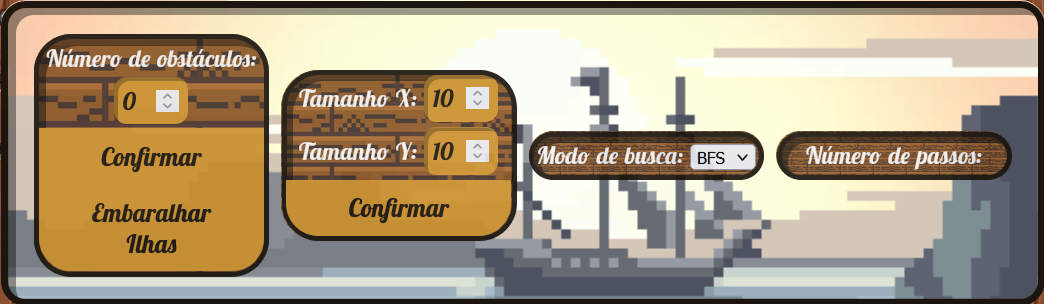 Número de obstáculos:
0
Confirmar
Embaralhar
Ilhas
Tamanho X: 10
Tamanho Y: 10
Confirmar
Modo de busca: BFS
Número de passos: